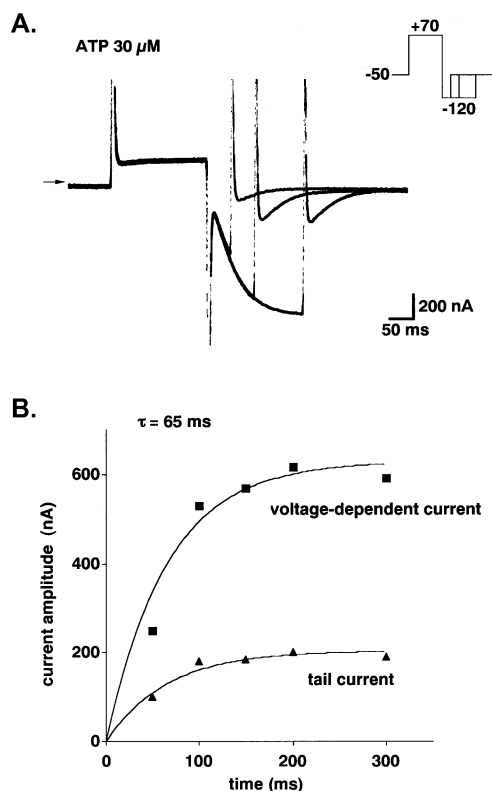 A.
ATP 30 µM
+70
-50
-120
200 nA
50 ms
B.
τ = 65 ms
600
400
200
0
current amplitude (nA)
voltage-dependent current
tail current
0
100
200
300
time (ms)